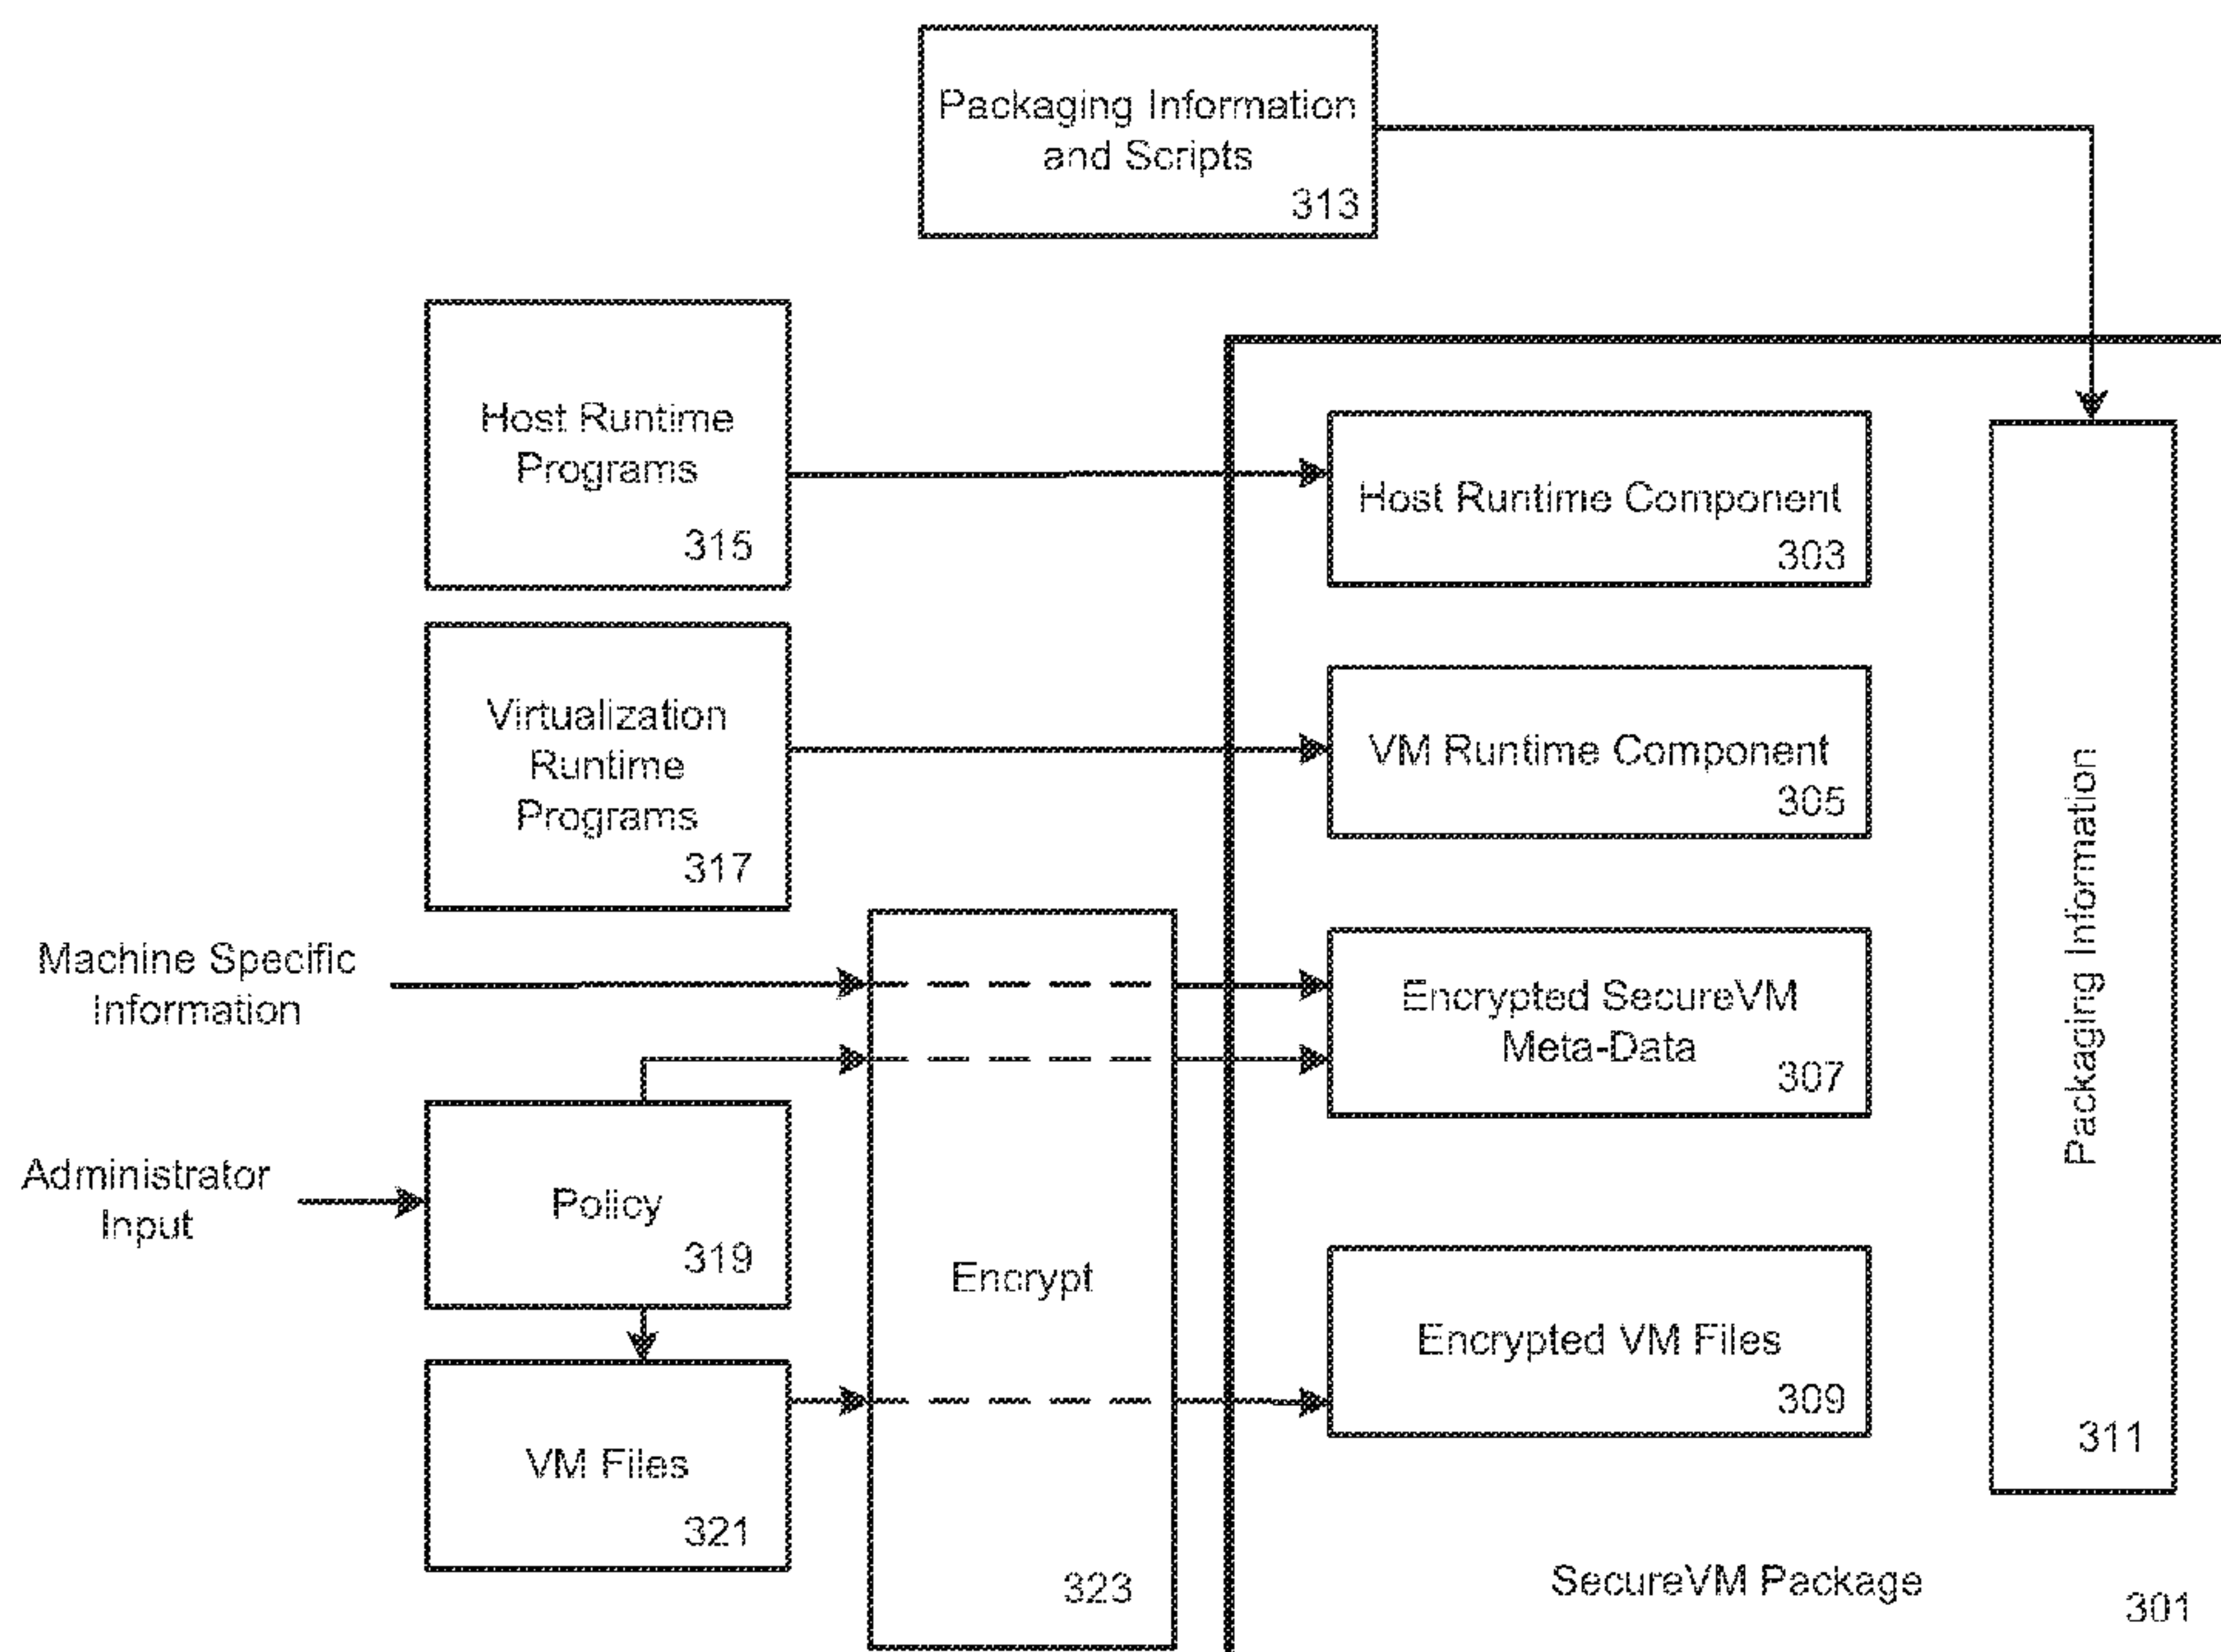 Packaging Information
and Scripts
313
Host Runtime
Programs
315
Host Runtime Component
303
Virtualization
Runtime
Programs
317
VM Runtime Component
305
Machine Specific
Information
Encrypted SecureVM
Meta-Data
307
Administrator
Input
Policy
319
Encrypt
323
Encrypted VM Files
309
VM Files
321
Packaging Information
311
SecureVM Package
301